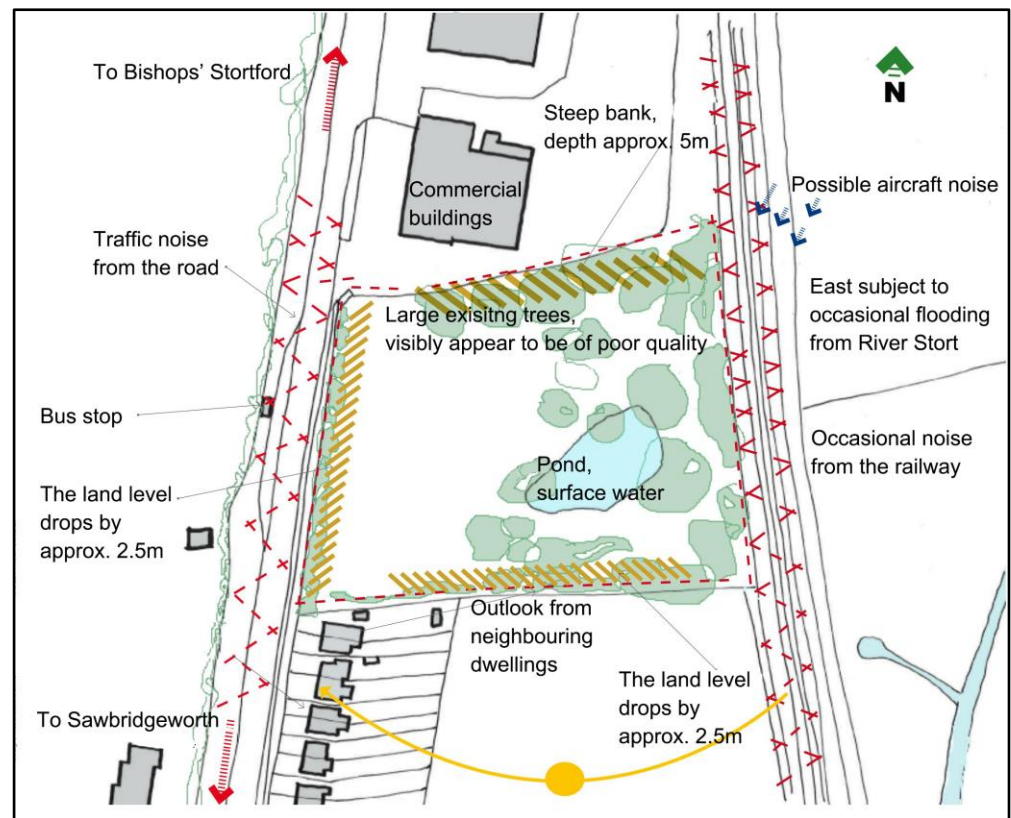 To Bishops' Stortford
N
Steep bank,
depth approx. 5m
Commercial
buildings
Possible aircraft noise
Traffic noise
from the road
Large exisitng trees,
visibly appear to be of poor quality
East subject to
occasional flooding
from River Stort
Bus stop
Occasional noise
from the railway
Pond,
surface water
The land level
drops by
approx. 2.5m
Outlook from
neighbouring
dwellings
The land level
drops by
approx. 2.5m
To Sawbridgeworth